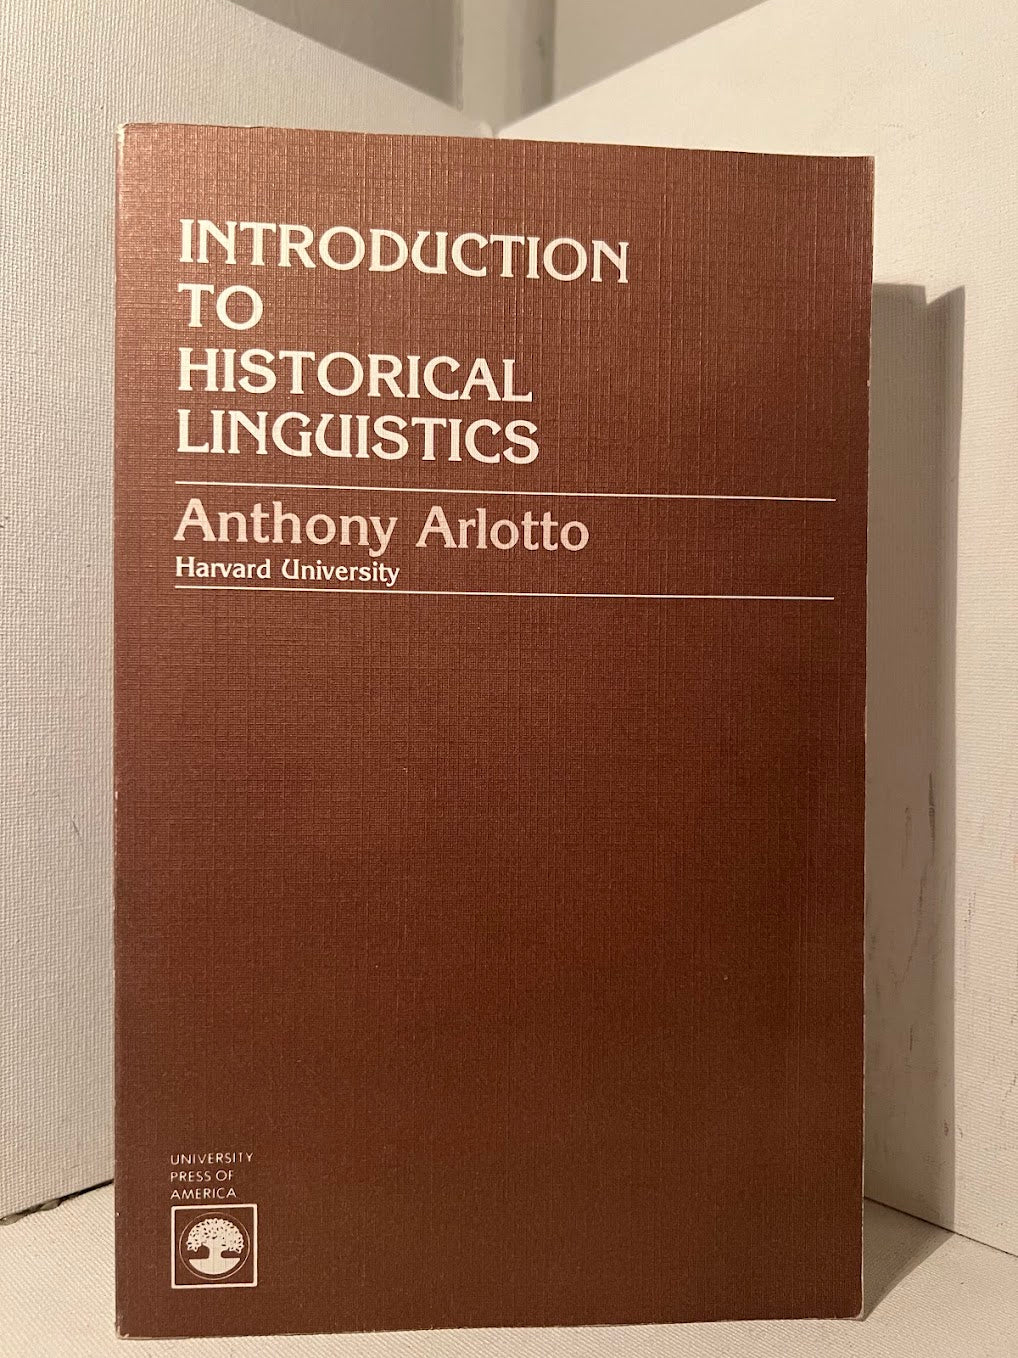 INTRODUCTION
TO
HISTORICAL
LINGUISTICS
Anthony Arlotto
Harvard University
UNIVERSITY
PRESS OF
AMERICA